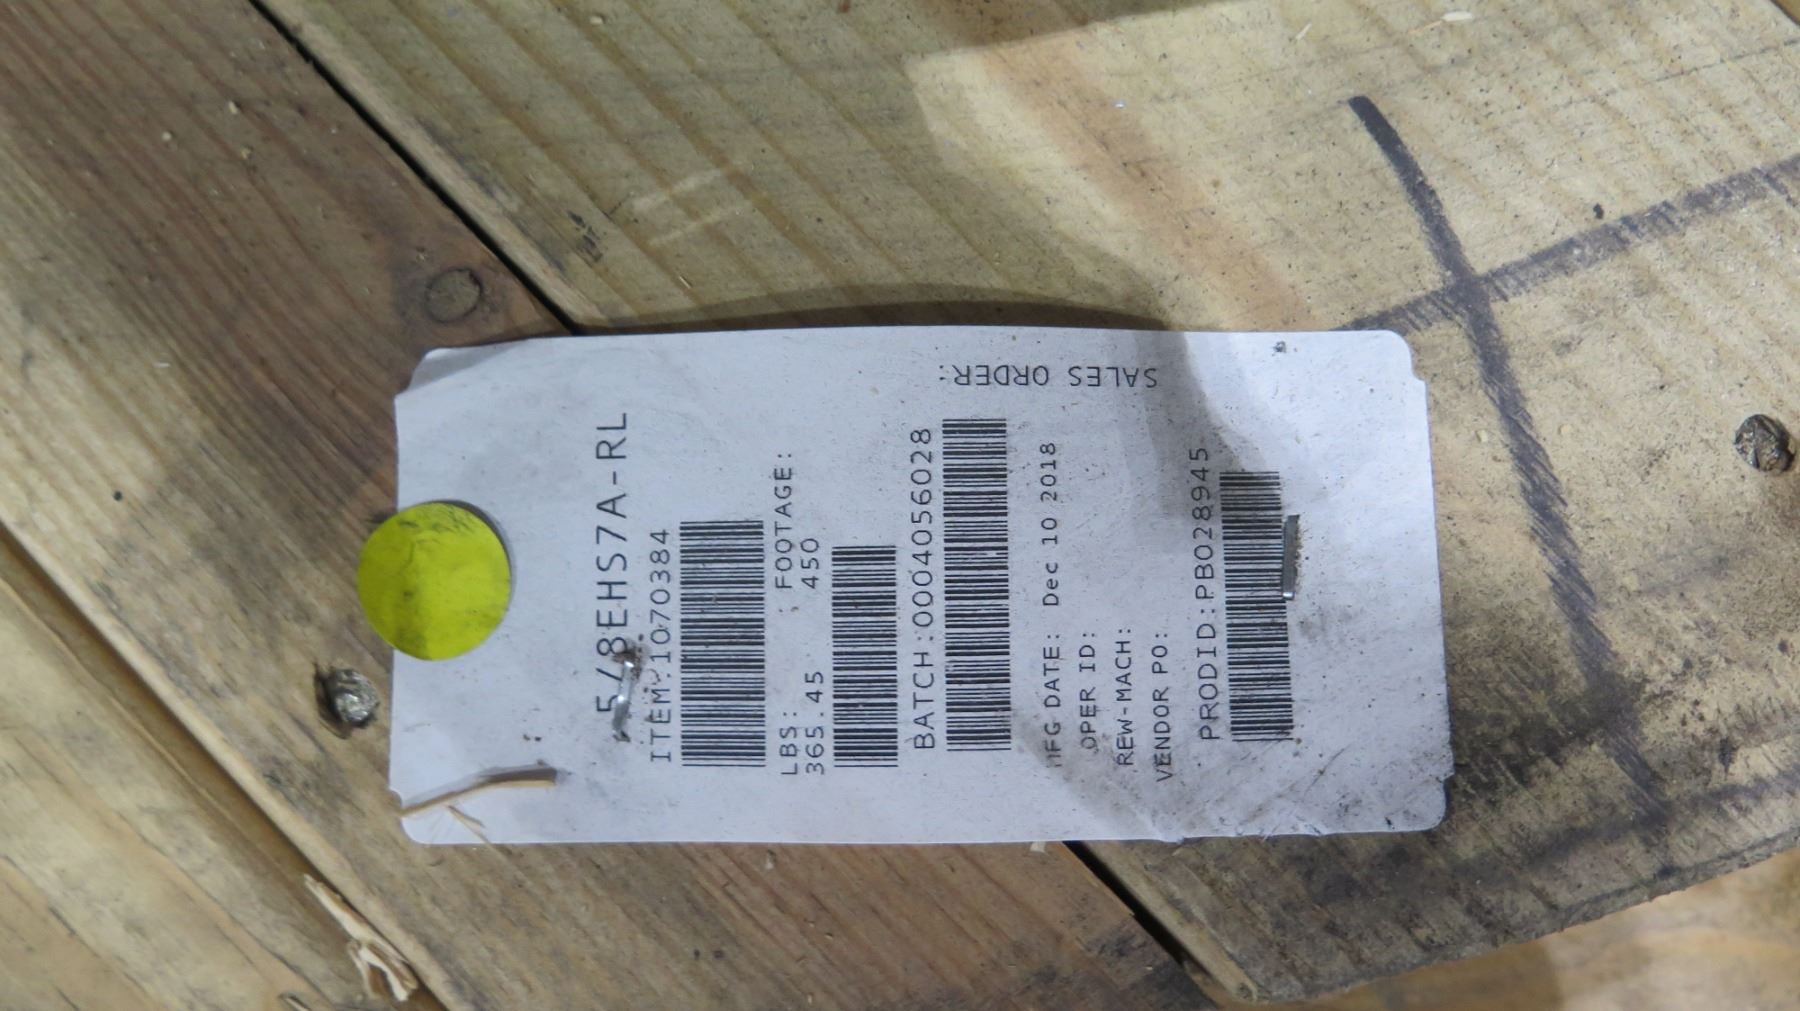 5/8EHS7A-RL
ITEM:10770384
LBS: FOOTAGE:
365.45 450
BATCH:0004056028
MFG DATE: Dec 10 2018
OPER ID:
REW-MACH:
VENDOR PO:
PRODID:PB028945
SALES ORDER: